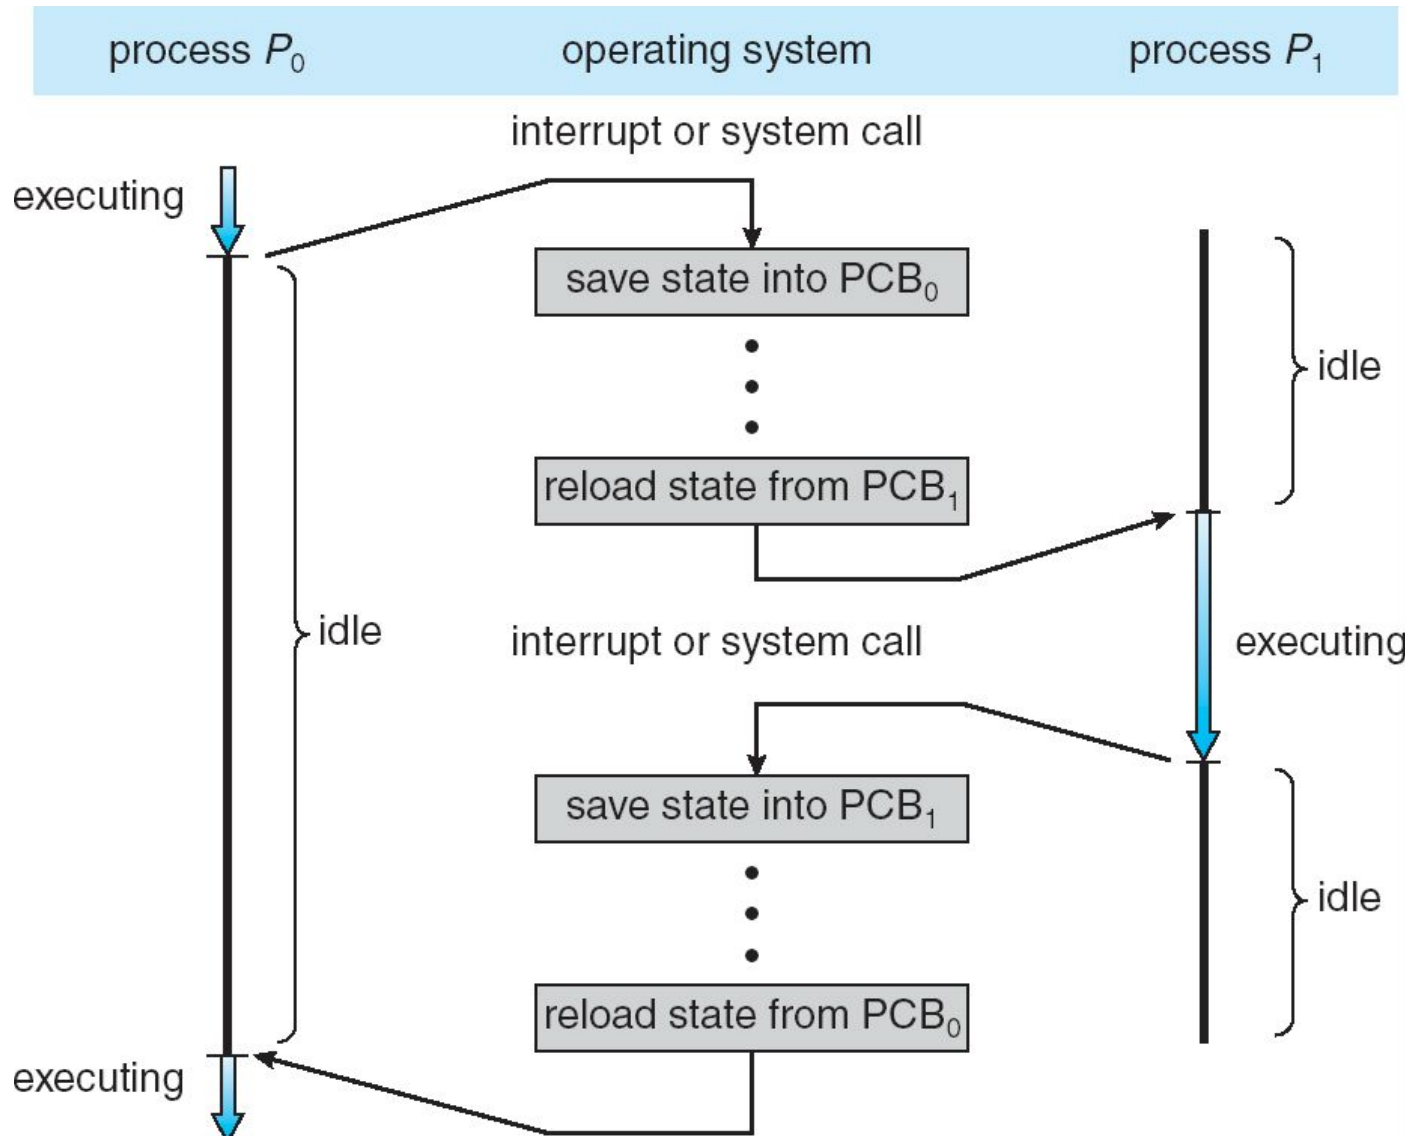 process P₀ operating system process P₁
interrupt or system call
executing
save state into PCB₀
idle
reload state from PCB₁
idle
interrupt or system call
executing
save state into PCB₁
idle
reload state from PCB₀
executing